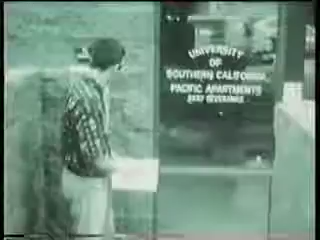 UNIVERSITY
OF
SOUTHERN CALIFORNIA
PACIFIC APARTMENTS